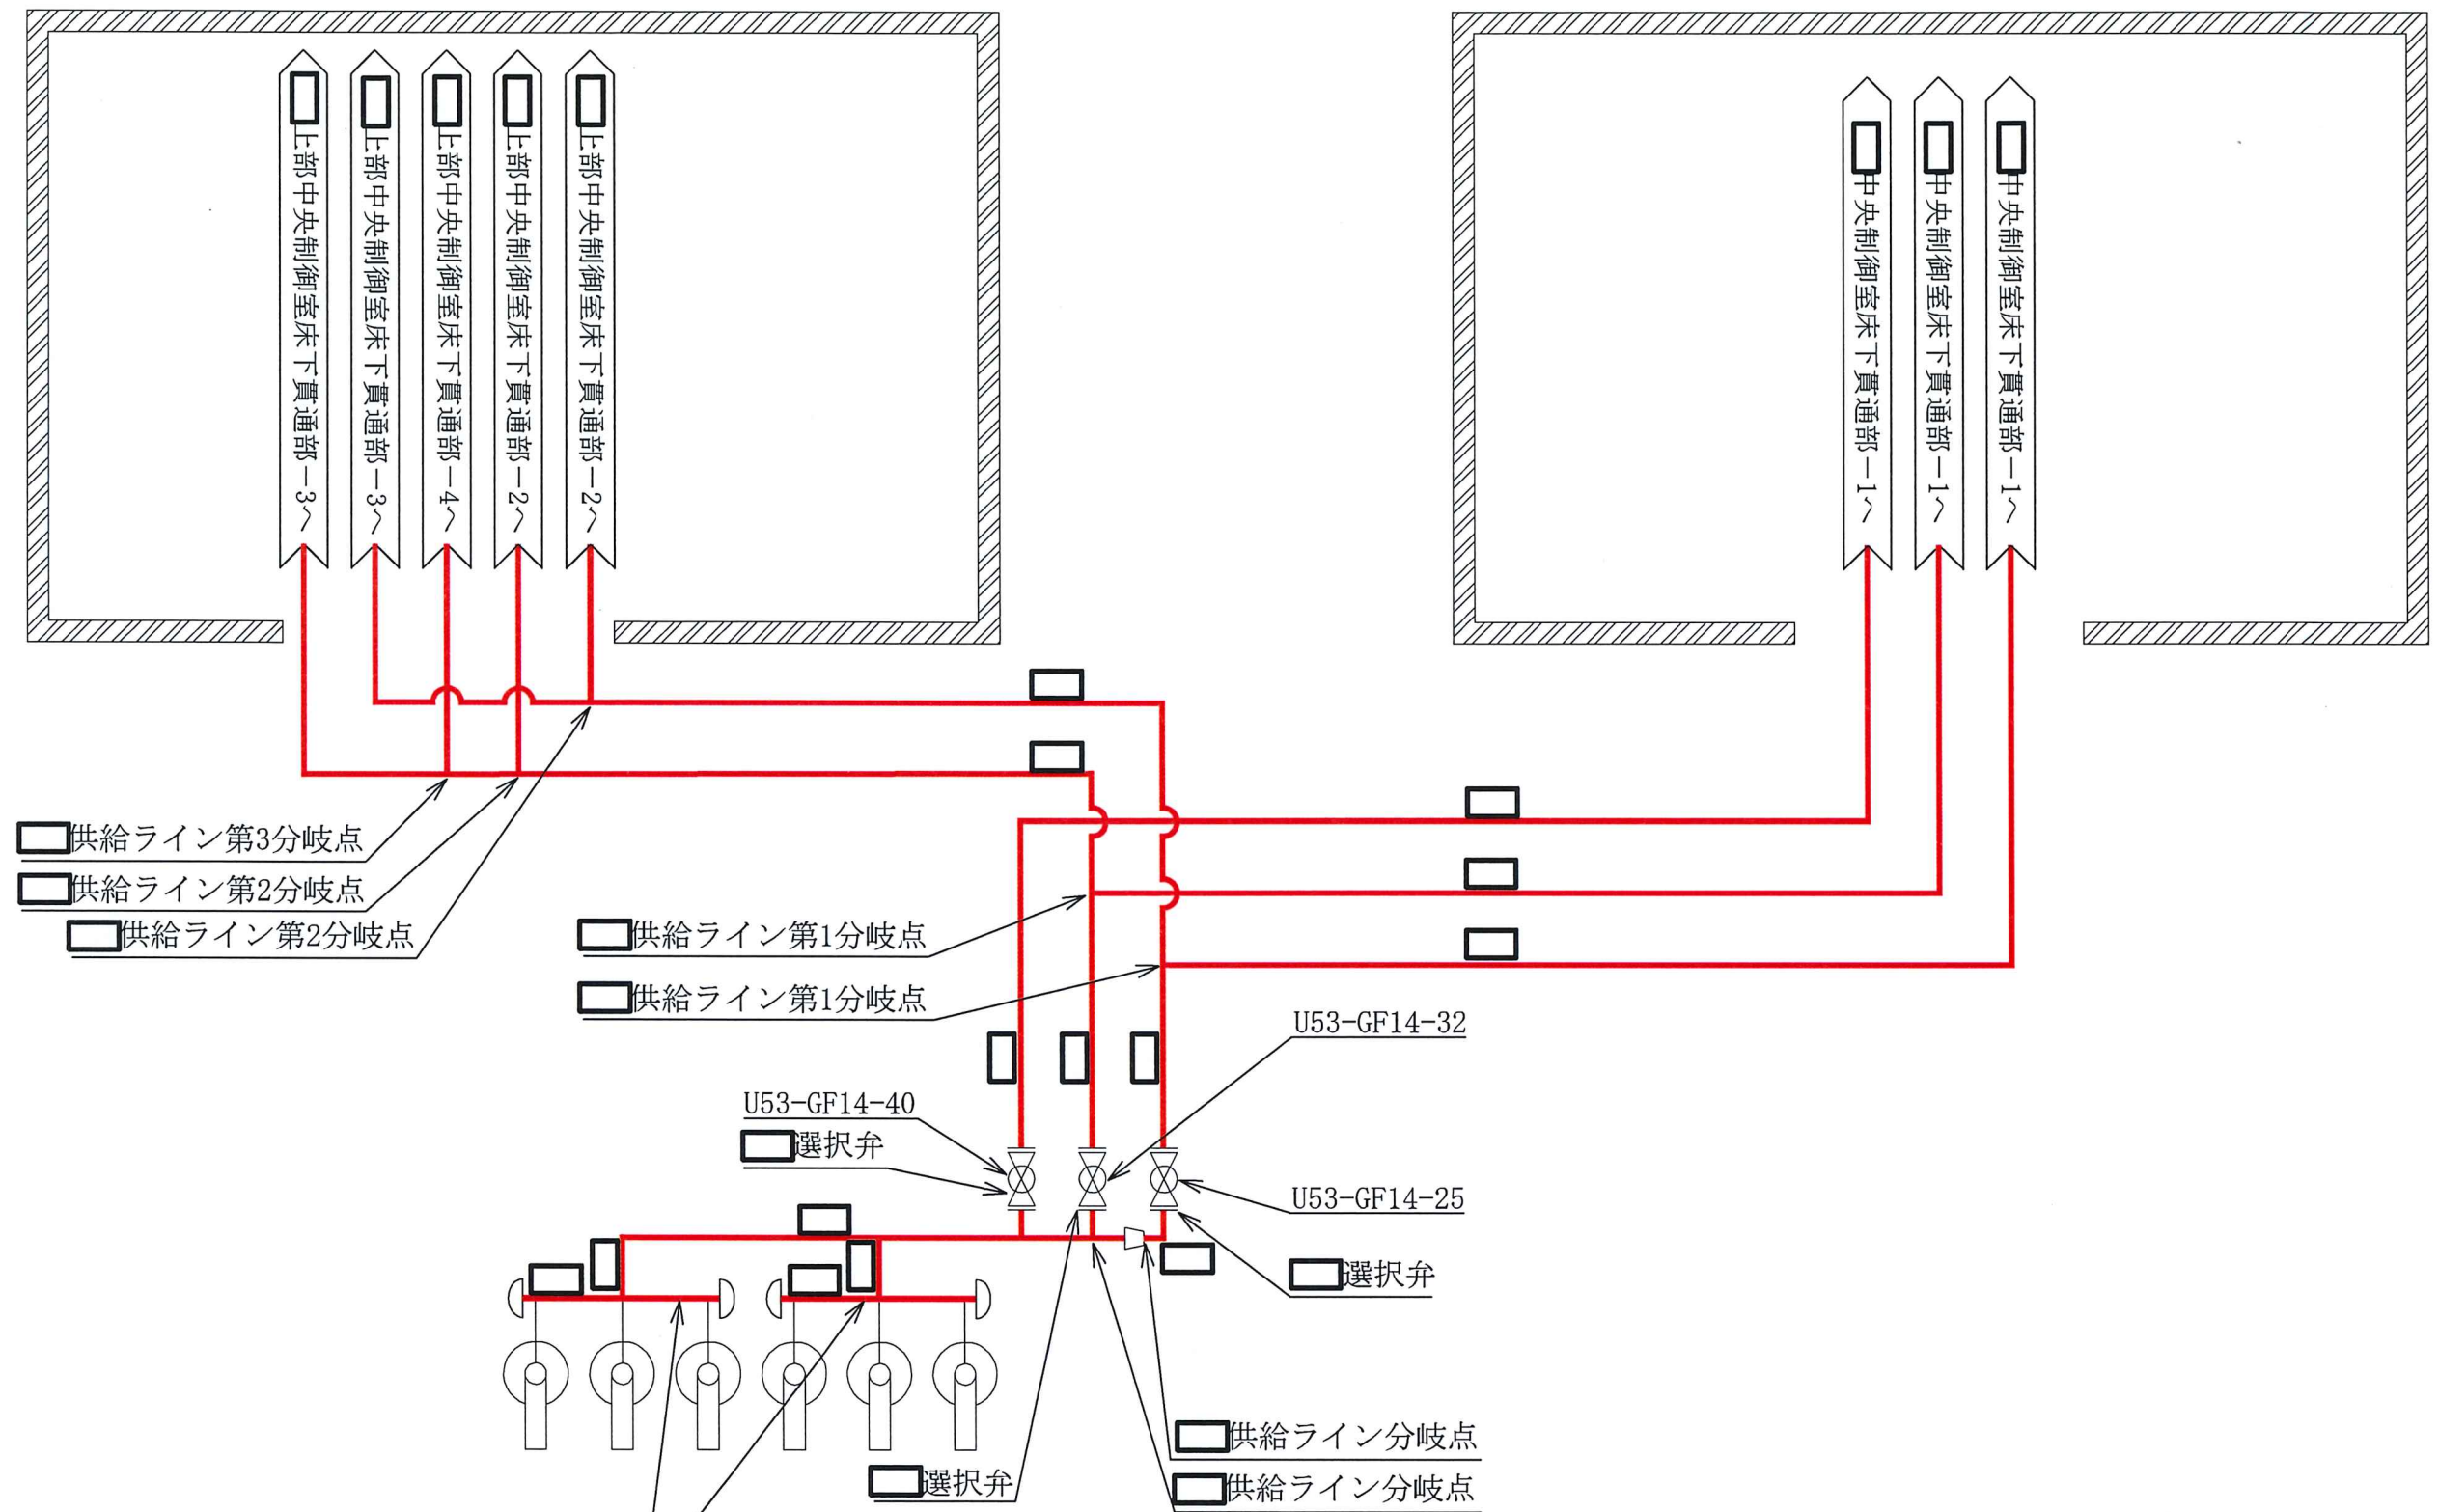 上部中央制御室床下貫通部-3へ
上部中央制御室床下貫通部-3へ
上部中央制御室床下貫通部-4へ
上部中央制御室床下貫通部-2へ
上部中央制御室床下貫通部-2へ
中央制御室床下貫通部-1へ
中央制御室床下貫通部-1へ
中央制御室床下貫通部-1へ
供給ライン第3分岐点
供給ライン第2分岐点
供給ライン第2分岐点
供給ライン第1分岐点
供給ライン第1分岐点
U53-GF14-32
U53-GF14-40
選択弁
U53-GF14-25
選択弁
供給ライン分岐点
選択弁
供給ライン分岐点